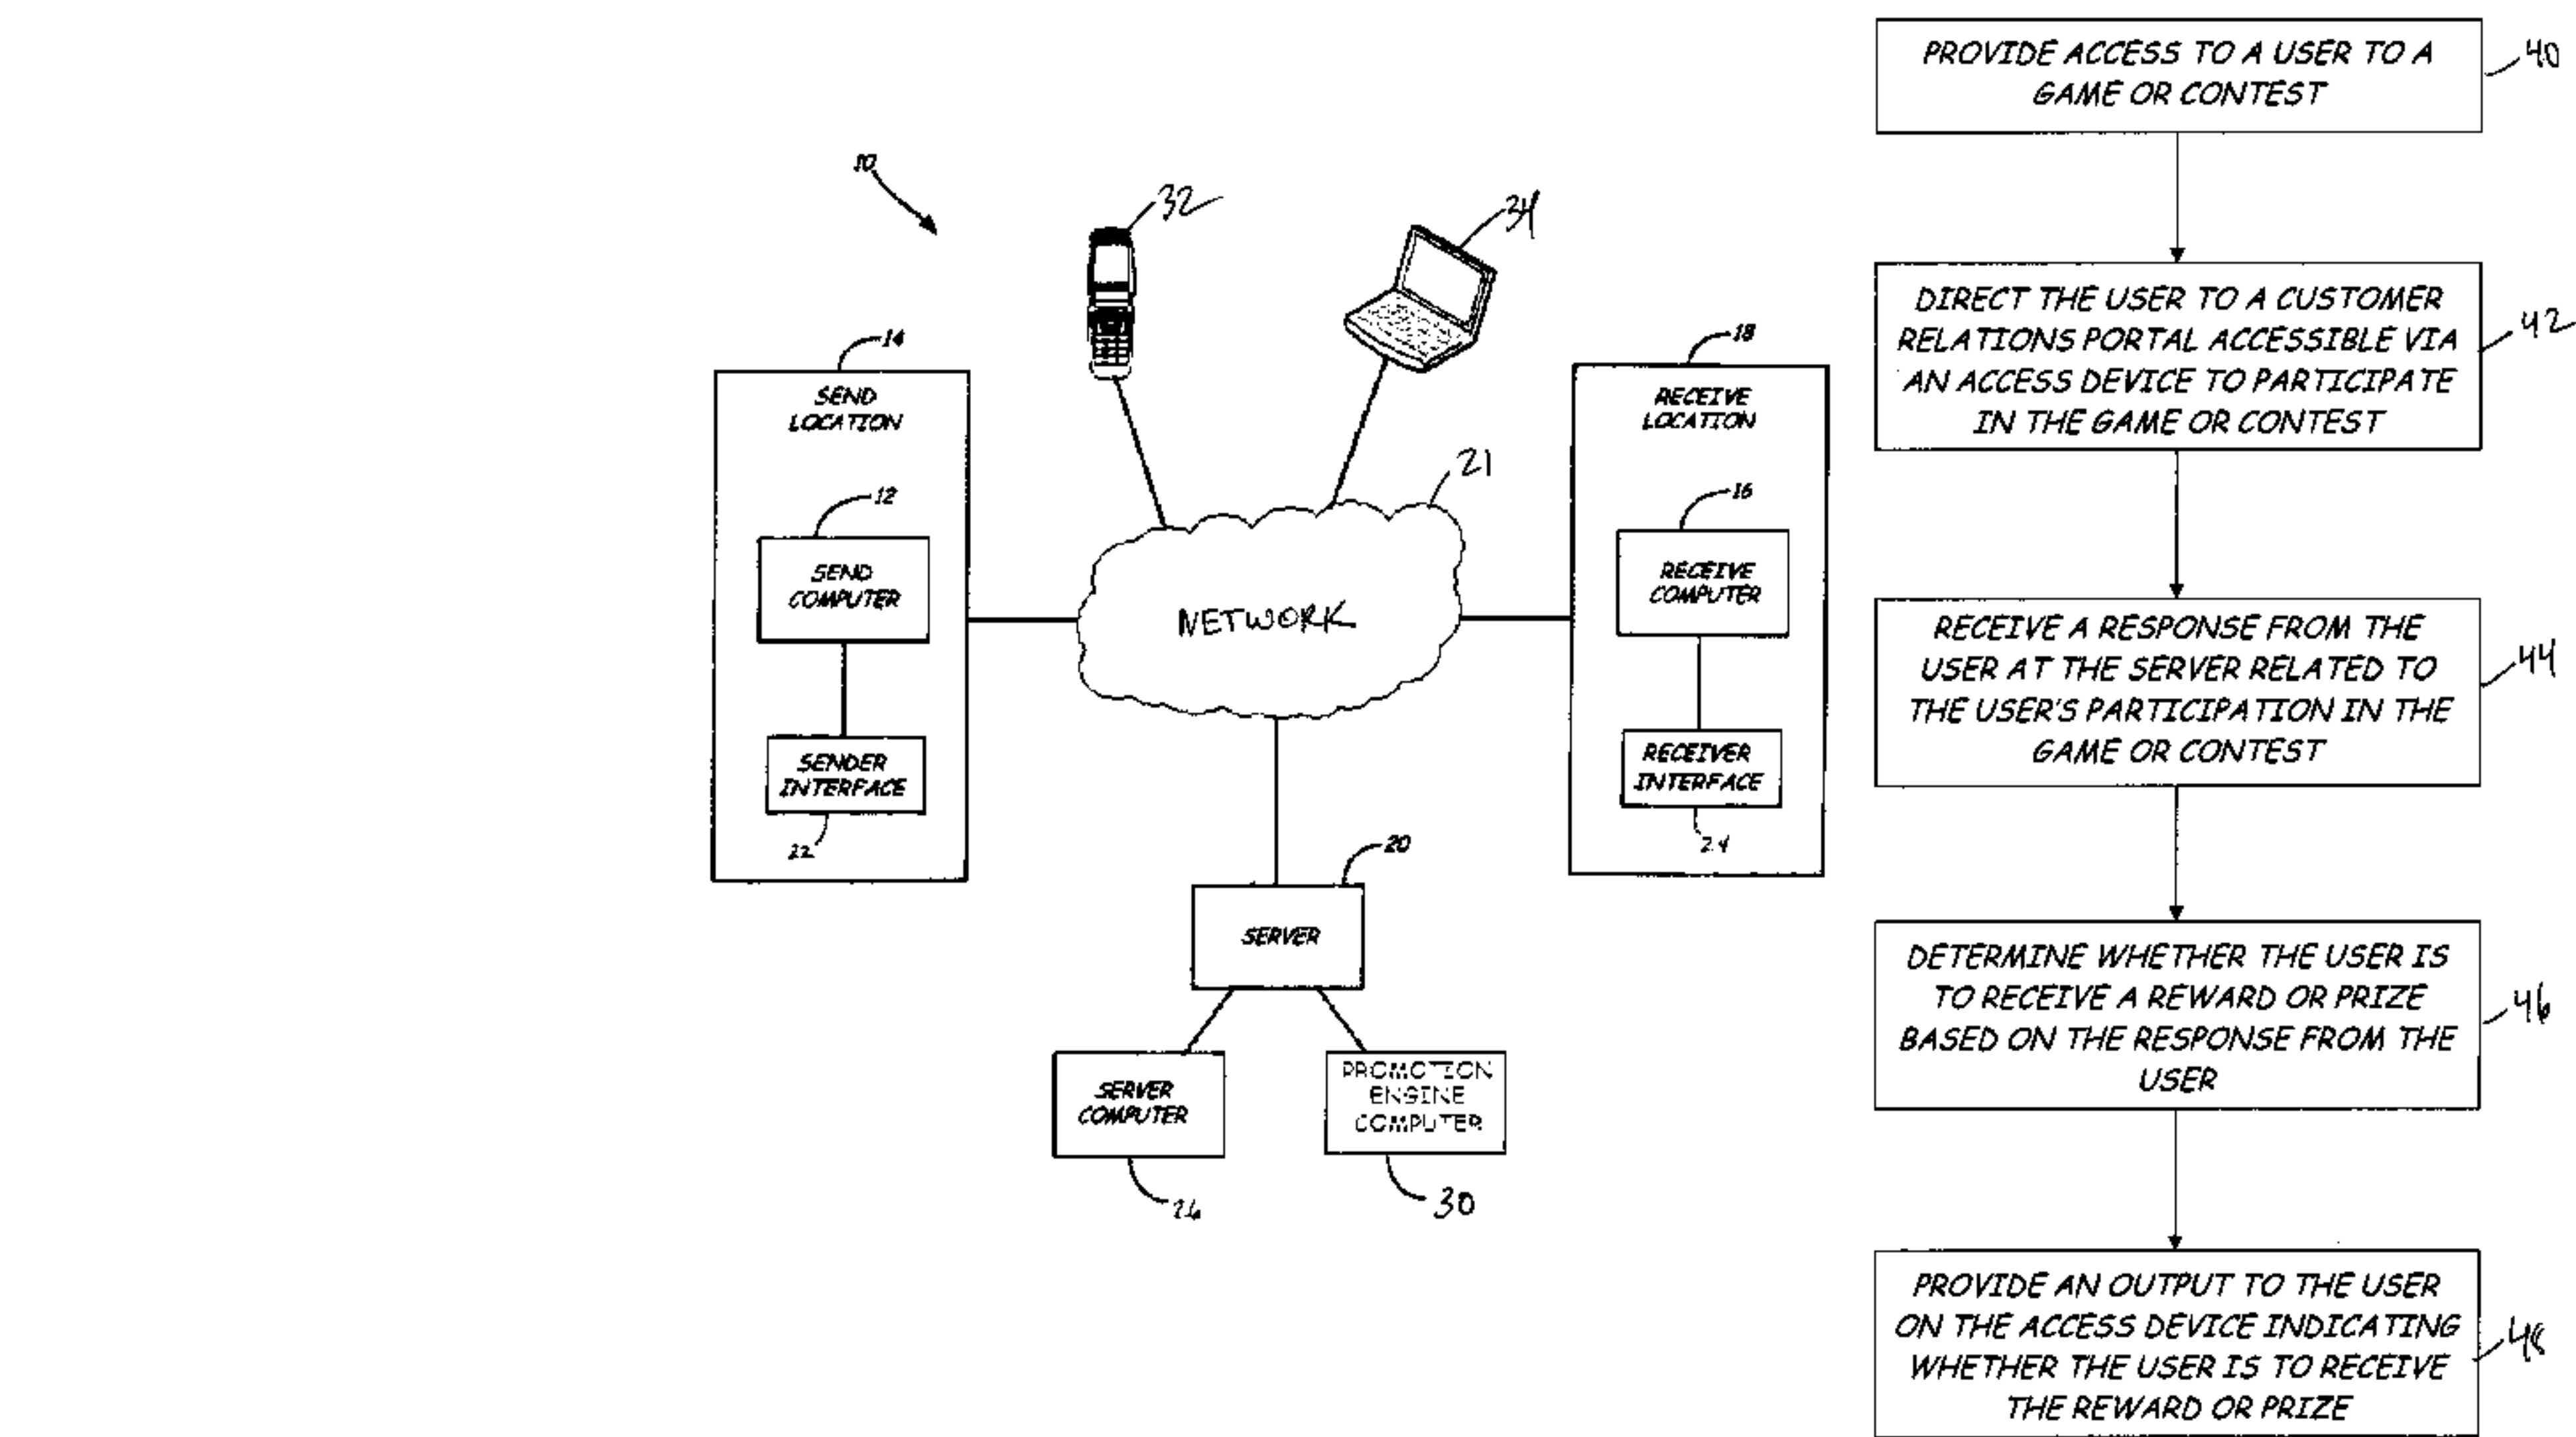 10
32
34
14
SEND
LOCATION
12
SEND
COMPUTER
SENDER
INTERFACE
22
21
NETWORK
18
RECEIVE
LOCATION
16
RECEIVE
COMPUTER
RECEIVER
INTERFACE
24
20
SERVER
SERVER
COMPUTER
26
PROMOTION
ENGINE
COMPUTER
30
PROVIDE ACCESS TO A USER TO A
GAME OR CONTEST
40
DIRECT THE USER TO A CUSTOMER
RELATIONS PORTAL ACCESSIBLE VIA
AN ACCESS DEVICE TO PARTICIPATE
IN THE GAME OR CONTEST
42
RECEIVE A RESPONSE FROM THE
USER AT THE SERVER RELATED TO
THE USER'S PARTICIPATION IN THE
GAME OR CONTEST
44
DETERMINE WHETHER THE USER IS
TO RECEIVE A REWARD OR PRIZE
BASED ON THE RESPONSE FROM THE
USER
46
PROVIDE AN OUTPUT TO THE USER
ON THE ACCESS DEVICE INDICATING
WHETHER THE USER IS TO RECEIVE
THE REWARD OR PRIZE
48